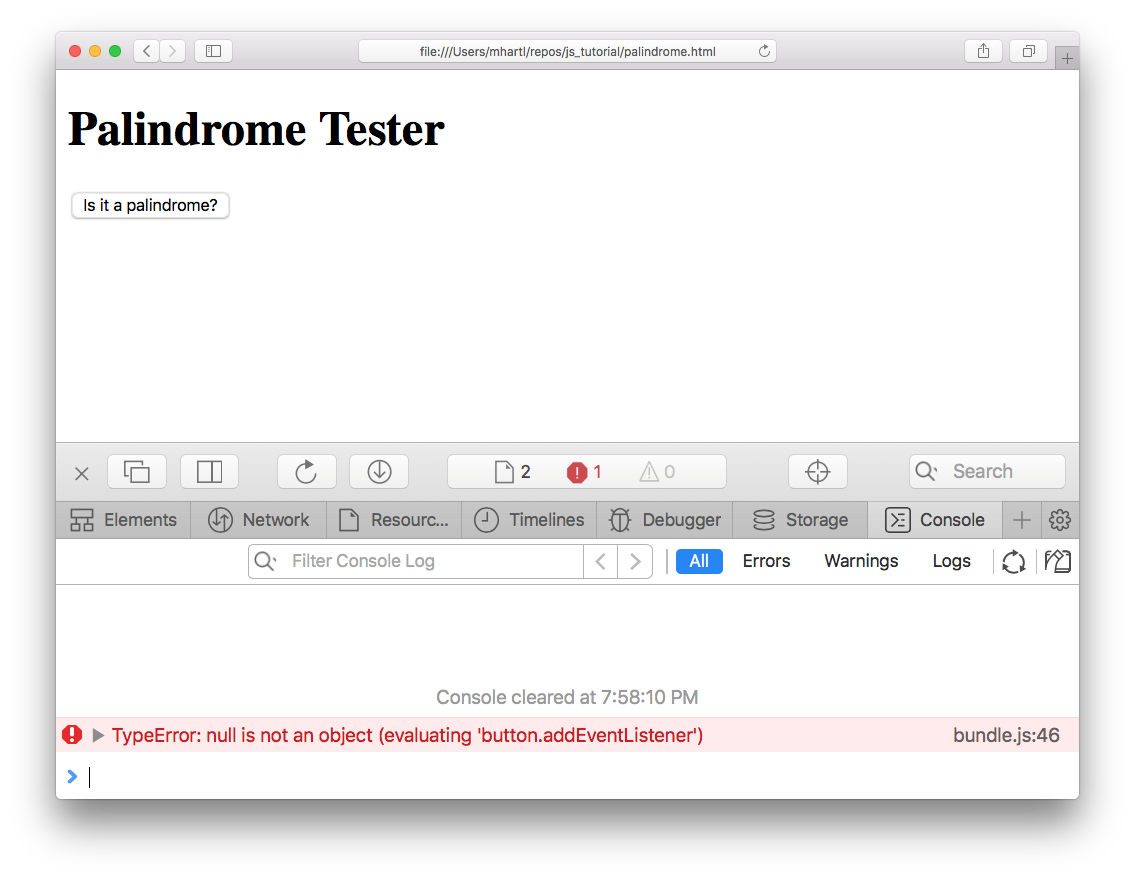 file:///Users/mhartl/repos/js_tutorial/palindrome.html
Palindrome Tester
Is it a palindrome?
2 1 0 Search
Elements Network Resourc... Timelines Debugger Storage Console
Filter Console Log All Errors Warnings Logs
Console cleared at 7:58:10 PM
TypeError: null is not an object (evaluating 'button.addEventListener') bundle.js:46